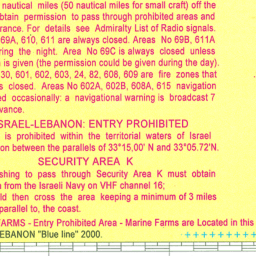 nautical miles (50 nautical miles for small craft) off the
obtain permission to pass through prohibited areas and
rance. For details see Admiralty List of Radio signals.
69A, 610, 611 are always closed. Areas No 69B, 611A
ring the night. Area No 69C is always closed unless
n is given (the permission could be given during the day).
30, 601, 602, 603, 24, 82, 608, 609 are fire zones that
s closed. Areas No 602A, 602B, 608A, 615 navigation
ed occasionally: a navigational warning is broadcast 7
vance.
SRAEL-LEBANON: ENTRY PROHIBITED
is prohibited within the territorial waters of Israel
on between the parallels of 33°15,00' N and 33°05.72'N.
SECURITY AREA K
shing to pass through Security Area K must obtain
n from the Israeli Navy on VHF channel 16;
ld then cross the area keeping a minimum of 3 miles
parallel to, the coast.
FARMS - Entry Prohibited Area - Marine Farms are Located in this
EBANON "Blue line" 2000.